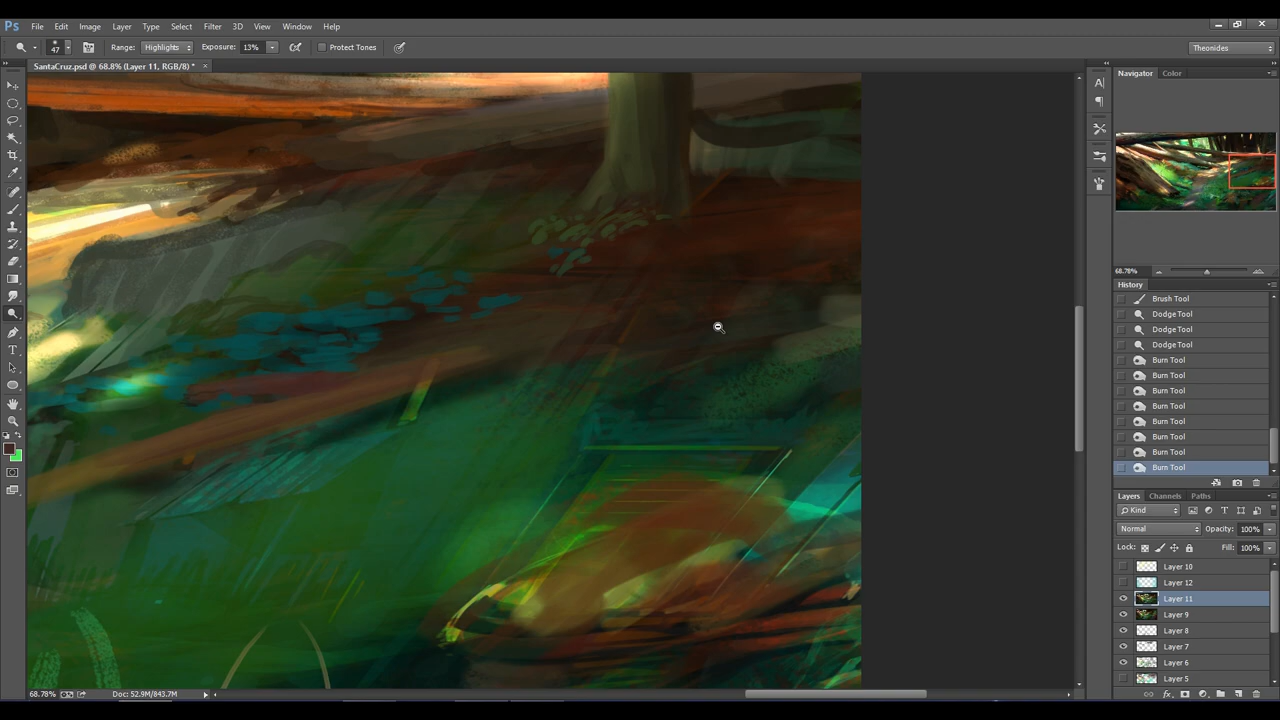 Ps File Edit Image Layer Type Select Filter 3D View Window Help
47 Range: Highlights Exposure: 13% Protect Tones Theonides
SantaCruz.psd @ 68.8% (Layer 11, RGB/8) * ×
Navigator Color
68.78%
History
Brush Tool
Dodge Tool
Dodge Tool
Dodge Tool
Burn Tool
Burn Tool
Burn Tool
Burn Tool
Burn Tool
Burn Tool
Burn Tool
Burn Tool
Layers Channels Paths
Kind
Normal Opacity: 100%
Lock: Fill: 100%
Layer 10
Layer 12
Layer 11
Layer 9
Layer 8
Layer 7
Layer 6
Layer 5
68.78% Doc: 52.9M/843.7M